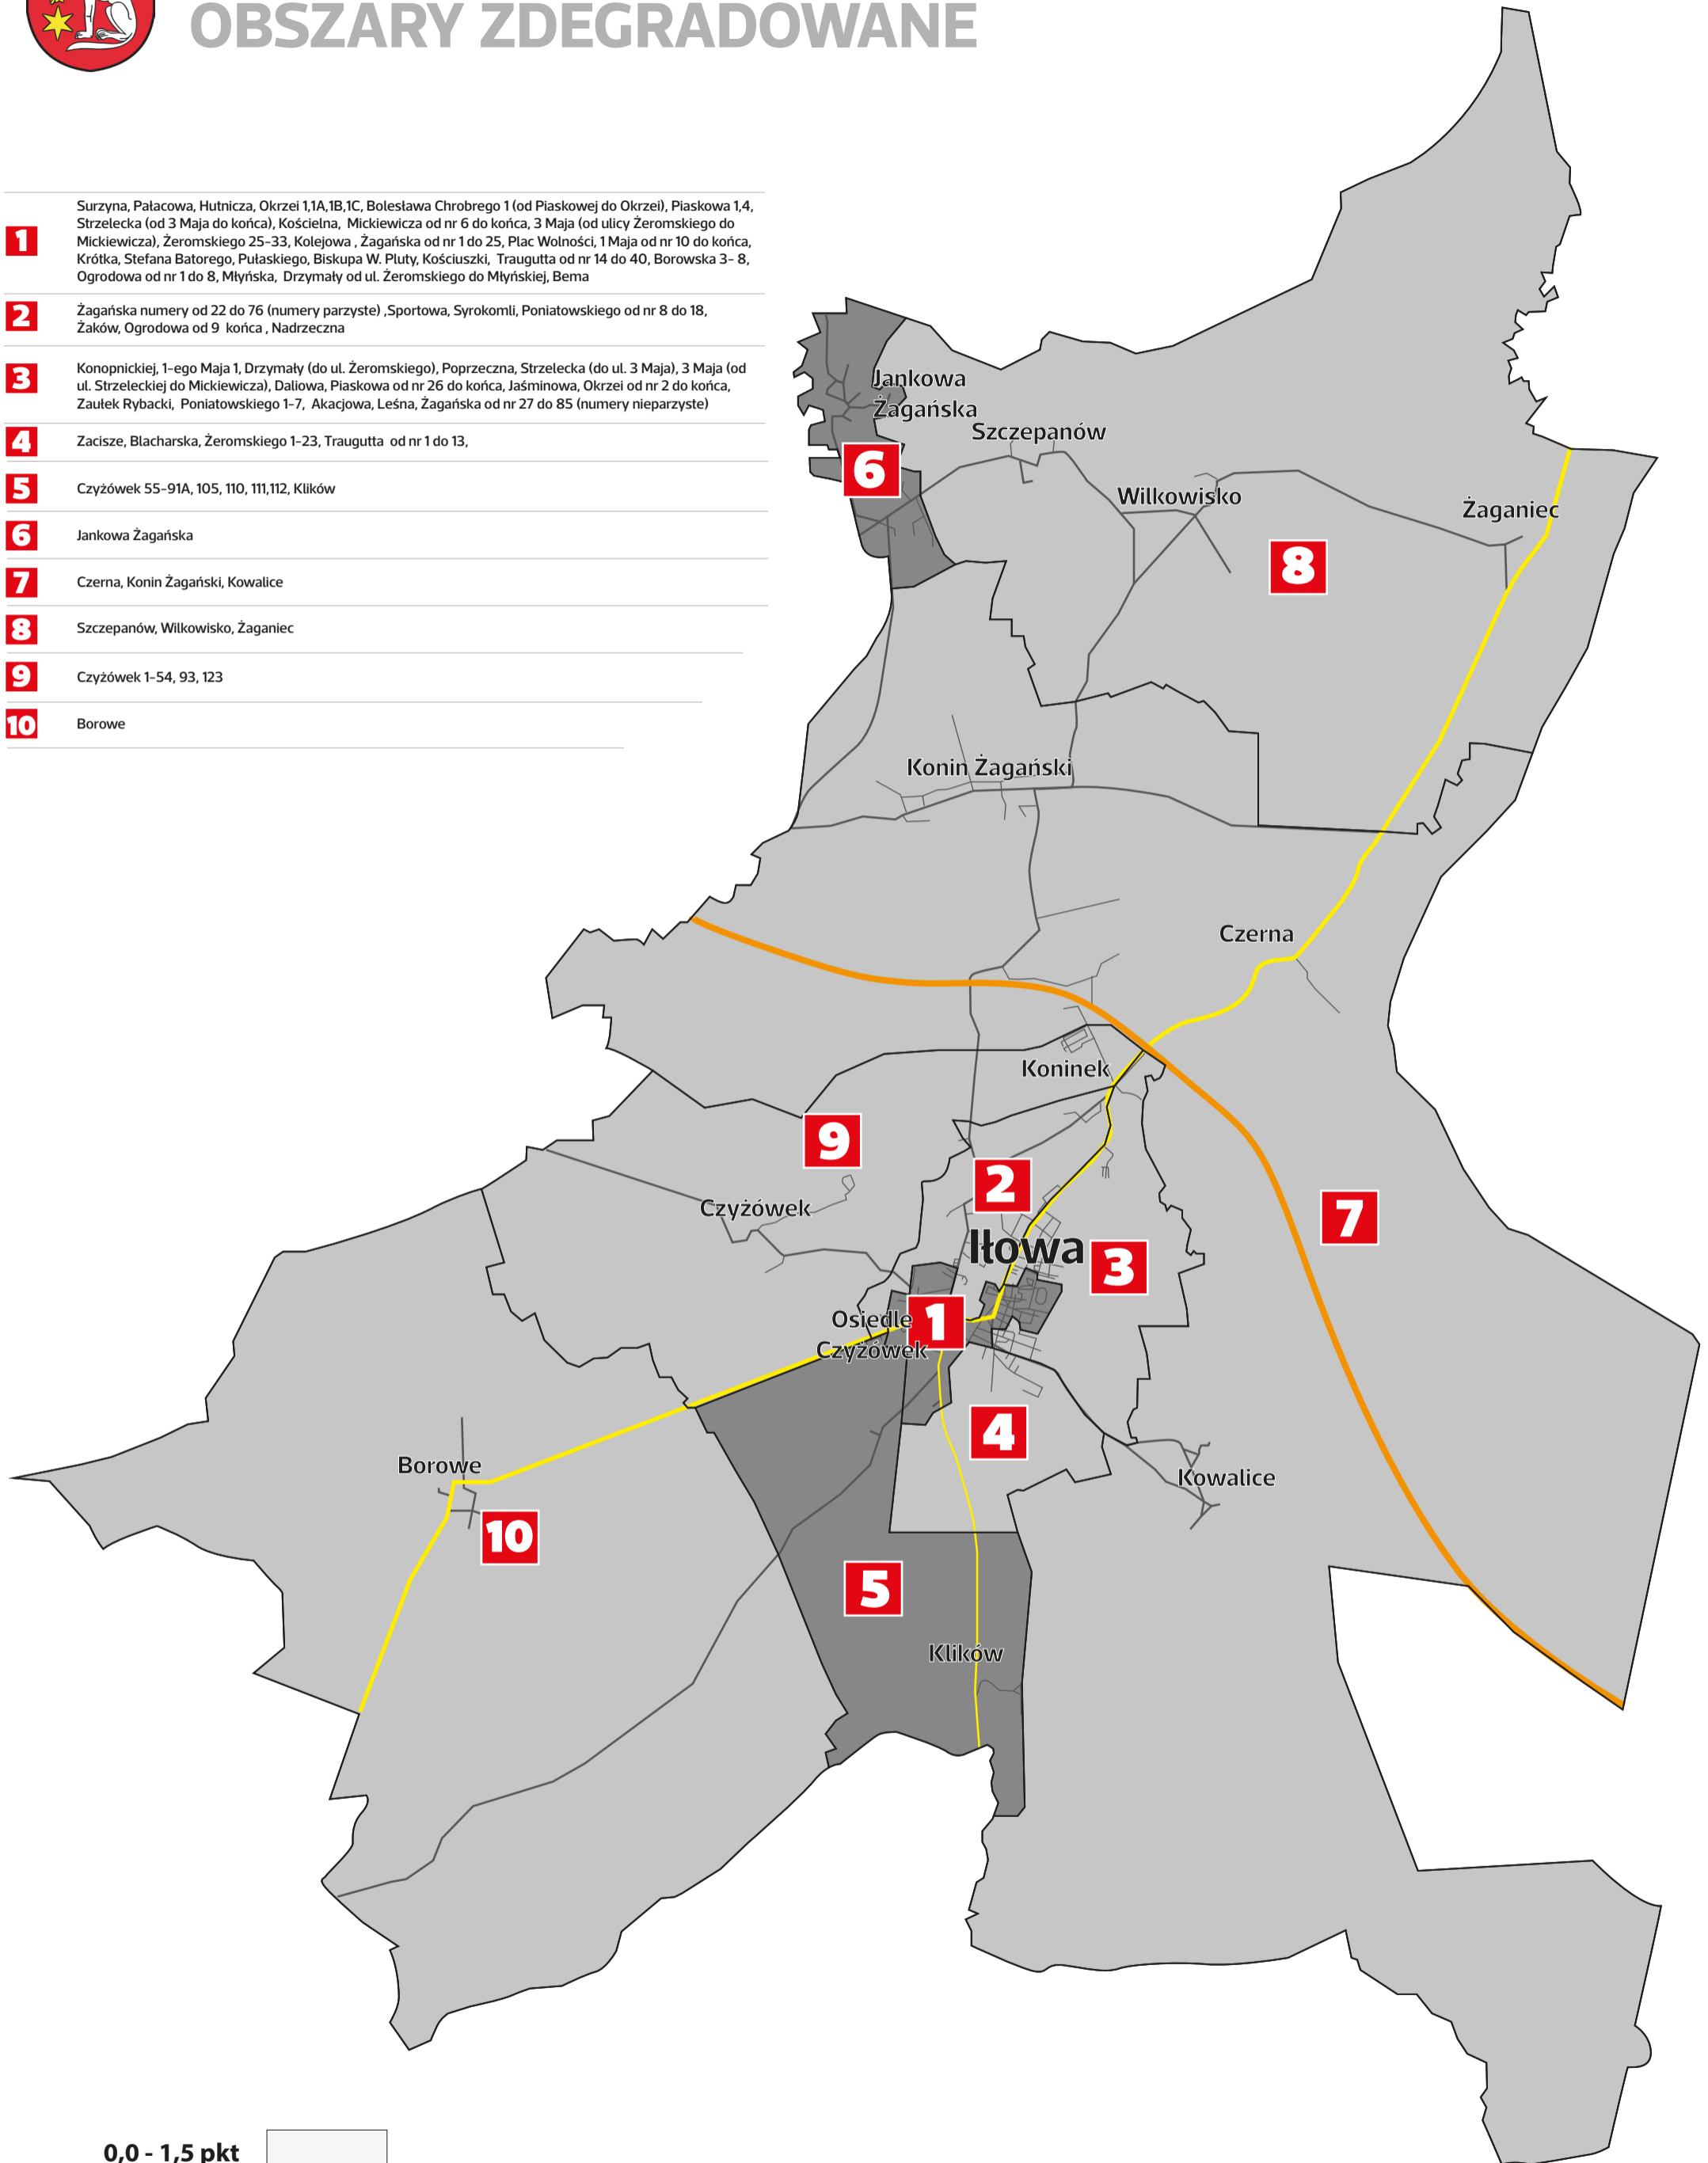 OBSZARY ZDEGRADOWANE
1
Surzyna, Pałacowa, Hutnicza, Okrzei 1,1A,1B,1C, Bolesława Chrobrego 1 (od Piaskowej do Okrzei), Piaskowa 1,4,
Strzelecka (od 3 Maja do końca), Kościelna, Mickiewicza od nr 6 do końca, 3 Maja (od ulicy Żeromskiego do
Mickiewicza), Żeromskiego 25-33, Kolejowa , Żagańska od nr 1 do 25, Plac Wolności, 1 Maja od nr 10 do końca,
Krótka, Stefana Batorego, Pułaskiego, Biskupa W. Pluty, Kościuszki, Traugutta od nr 14 do 40, Borowska 3- 8,
Ogrodowa od nr 1 do 8, Młyńska, Drzymały od ul. Żeromskiego do Młyńskiej, Bema
2
Żagańska numery od 22 do 76 (numery parzyste) ,Sportowa, Syrokomli, Poniatowskiego od nr 8 do 18,
Żaków, Ogrodowa od 9 końca , Nadrzeczna
3
Konopnickiej, 1-ego Maja 1, Drzymały (do ul. Żeromskiego), Poprzeczna, Strzelecka (do ul. 3 Maja), 3 Maja (od
ul. Strzeleckiej do Mickiewicza), Daliowa, Piaskowa od nr 26 do końca, Jaśminowa, Okrzei od nr 2 do końca,
Zaułek Rybacki, Poniatowskiego 1-7, Akacjowa, Leśna, Żagańska od nr 27 do 85 (numery nieparzyste)
4
Zacisze, Blacharska, Żeromskiego 1-23, Traugutta od nr 1 do 13,
5
Czyżówek 55-91A, 105, 110, 111,112, Klików
6
Jankowa Żagańska
7
Czerna, Konin Żagański, Kowalice
8
Szczepanów, Wilkowisko, Żaganiec
9
Czyżówek 1-54, 93, 123
10
Borowe
Jankowa
Żagańska
Szczepanów
6
Wilkowisko
Żaganiec
8
Konin Żagański
Czerna
Koninek
9
2
Czyżówek
7
Iłowa
3
Osiedle
Czyżówek
1
4
Borowe
Kowalice
10
5
Klików
0,0 - 1,5 pkt